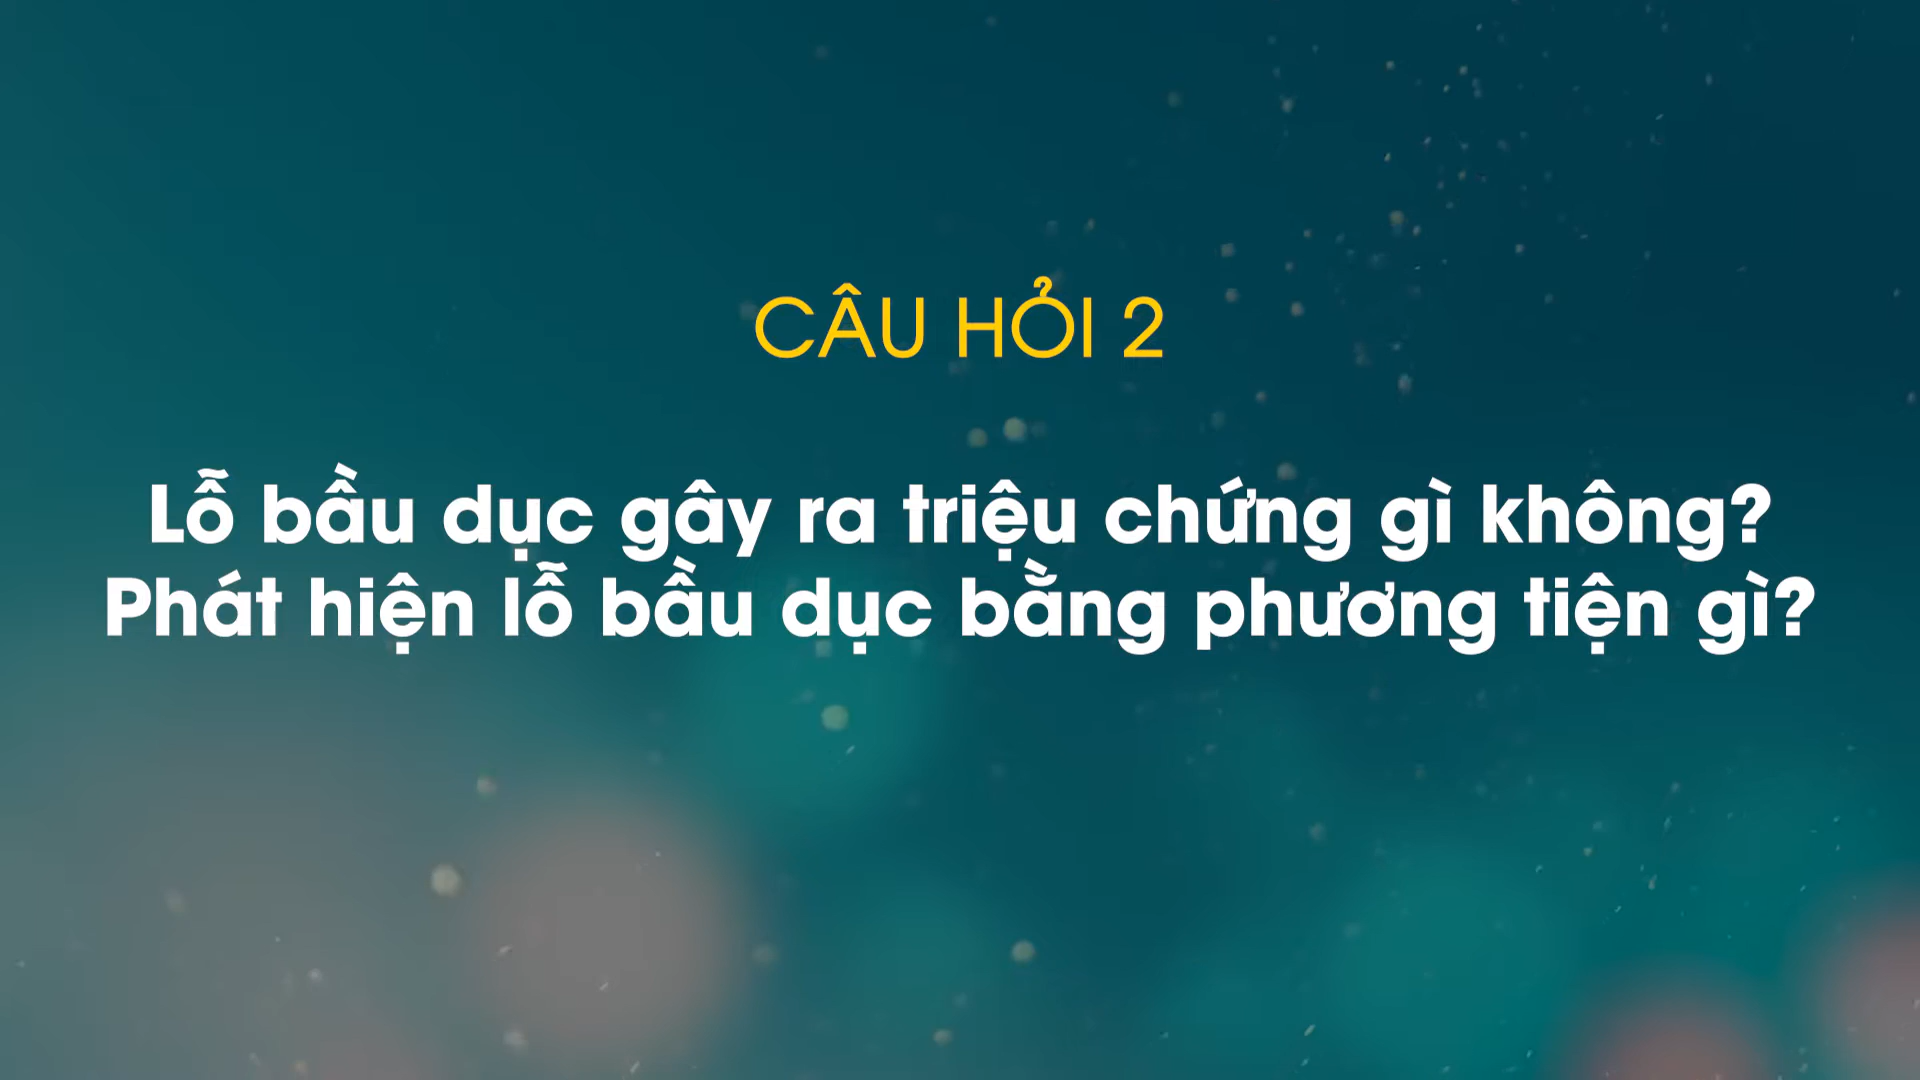 CÂU HỎI 2
Lỗ bầu dục gây ra triệu chứng gì không?
Phát hiện lỗ bầu dục bằng phương tiện gì?